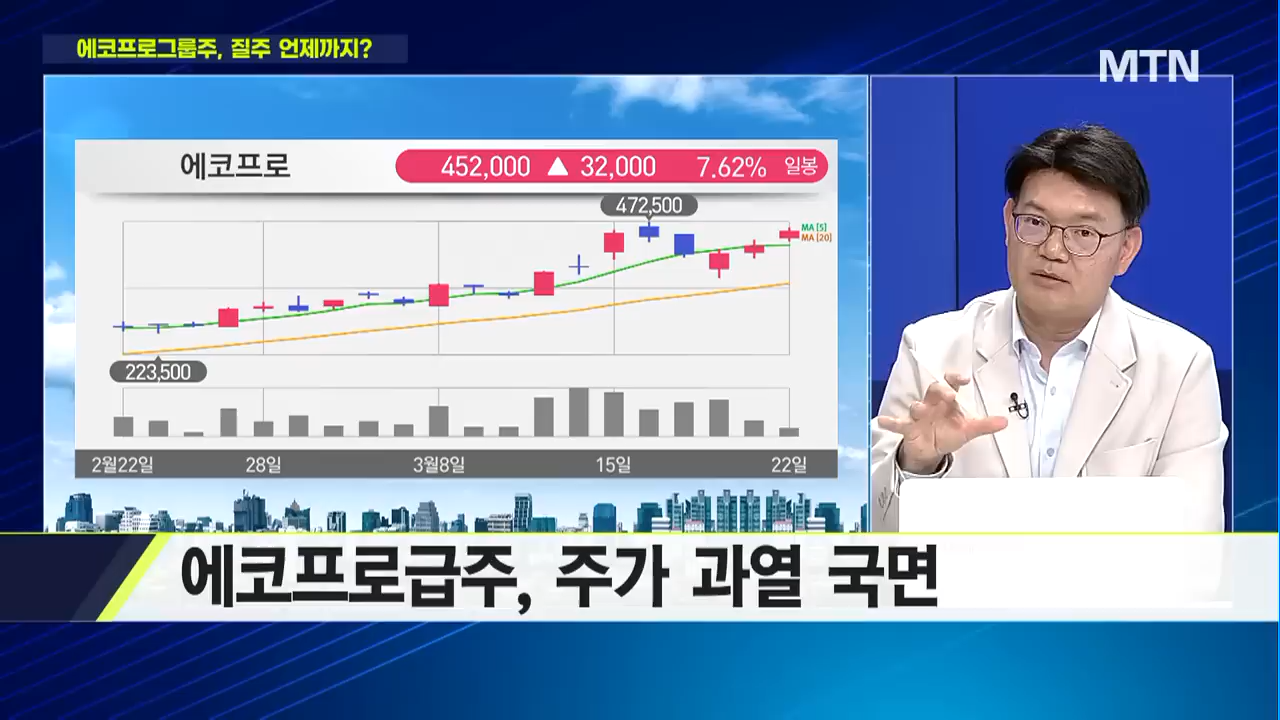 에코프로그룹주, 질주 언제까지?
MTN
에코프로 452,000 ▲ 32,000 7.62% 일봉
472,500
MA [5]
MA [20]
223,500
2월22일 28일 3월8일 15일 22일
에코프로급주, 주가 과열 국면